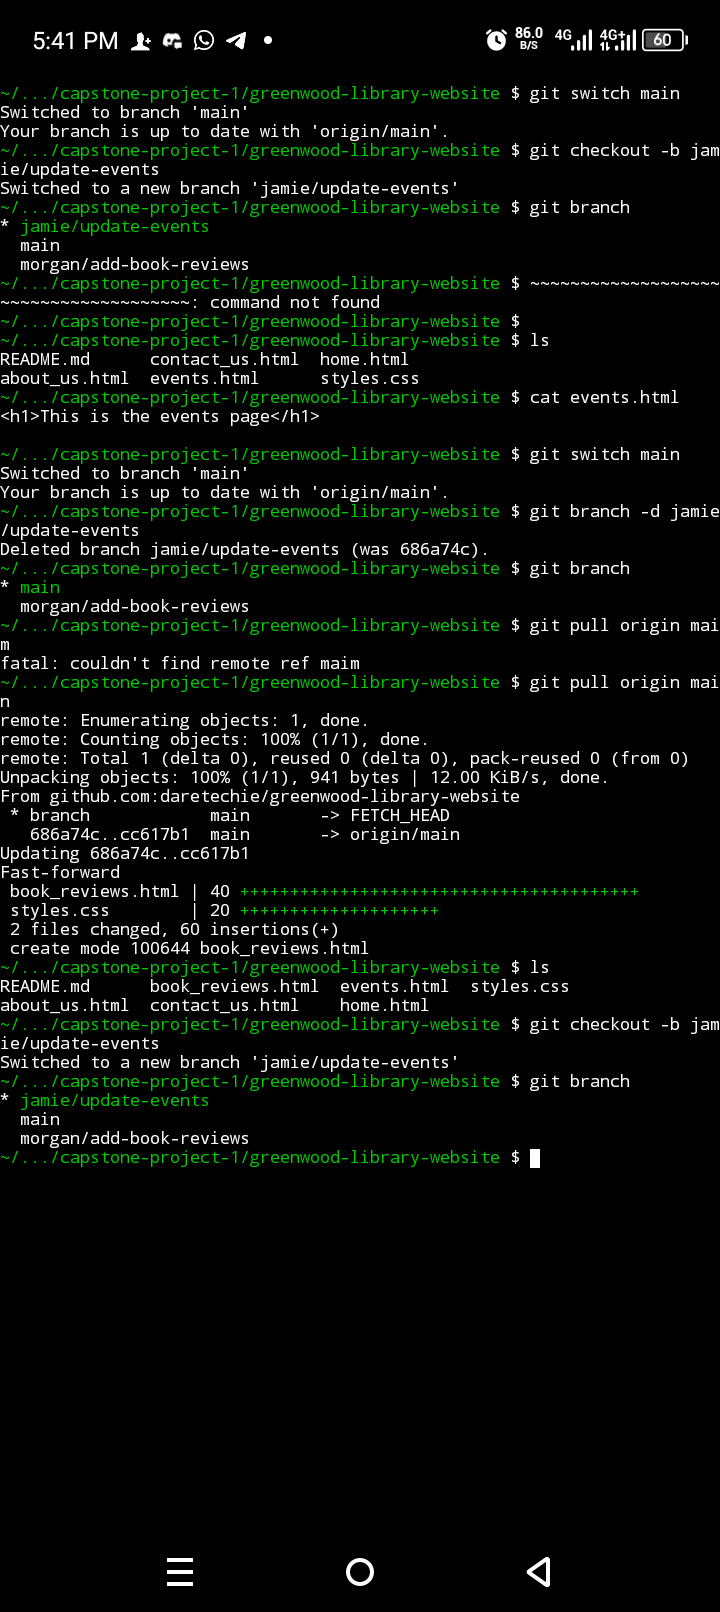 5:41 PM 86.0 B/S 4G 4G+ 60
~/.../capstone-project-1/greenwood-library-website $ git switch main
Switched to branch 'main'
Your branch is up to date with 'origin/main'.
~/.../capstone-project-1/greenwood-library-website $ git checkout -b jam
ie/update-events
Switched to a new branch 'jamie/update-events'
~/.../capstone-project-1/greenwood-library-website $ git branch
* jamie/update-events
  main
  morgan/add-book-reviews
~/.../capstone-project-1/greenwood-library-website $ ~~~~~~~~~~~~~~~~~~~
~~~~~~~~~~~~~~~~~~~: command not found
~/.../capstone-project-1/greenwood-library-website $
~/.../capstone-project-1/greenwood-library-website $ ls
README.md      contact_us.html  home.html
about_us.html  events.html      styles.css
~/.../capstone-project-1/greenwood-library-website $ cat events.html
<h1>This is the events page</h1>

~/.../capstone-project-1/greenwood-library-website $ git switch main
Switched to branch 'main'
Your branch is up to date with 'origin/main'.
~/.../capstone-project-1/greenwood-library-website $ git branch -d jamie
/update-events
Deleted branch jamie/update-events (was 686a74c).
~/.../capstone-project-1/greenwood-library-website $ git branch
* main
  morgan/add-book-reviews
~/.../capstone-project-1/greenwood-library-website $ git pull origin mai
m
fatal: couldn't find remote ref maim
~/.../capstone-project-1/greenwood-library-website $ git pull origin mai
n
remote: Enumerating objects: 1, done.
remote: Counting objects: 100% (1/1), done.
remote: Total 1 (delta 0), reused 0 (delta 0), pack-reused 0 (from 0)
Unpacking objects: 100% (1/1), 941 bytes | 12.00 KiB/s, done.
From github.com:daretechie/greenwood-library-website
 * branch            main       -> FETCH_HEAD
   686a74c..cc617b1  main       -> origin/main
Updating 686a74c..cc617b1
Fast-forward
 book_reviews.html | 40 ++++++++++++++++++++++++++++++++++++++++
 styles.css        | 20 ++++++++++++++++++++
 2 files changed, 60 insertions(+)
 create mode 100644 book_reviews.html
~/.../capstone-project-1/greenwood-library-website $ ls
README.md      book_reviews.html  events.html  styles.css
about_us.html  contact_us.html    home.html
~/.../capstone-project-1/greenwood-library-website $ git checkout -b jam
ie/update-events
Switched to a new branch 'jamie/update-events'
~/.../capstone-project-1/greenwood-library-website $ git branch
* jamie/update-events
  main
  morgan/add-book-reviews
~/.../capstone-project-1/greenwood-library-website $